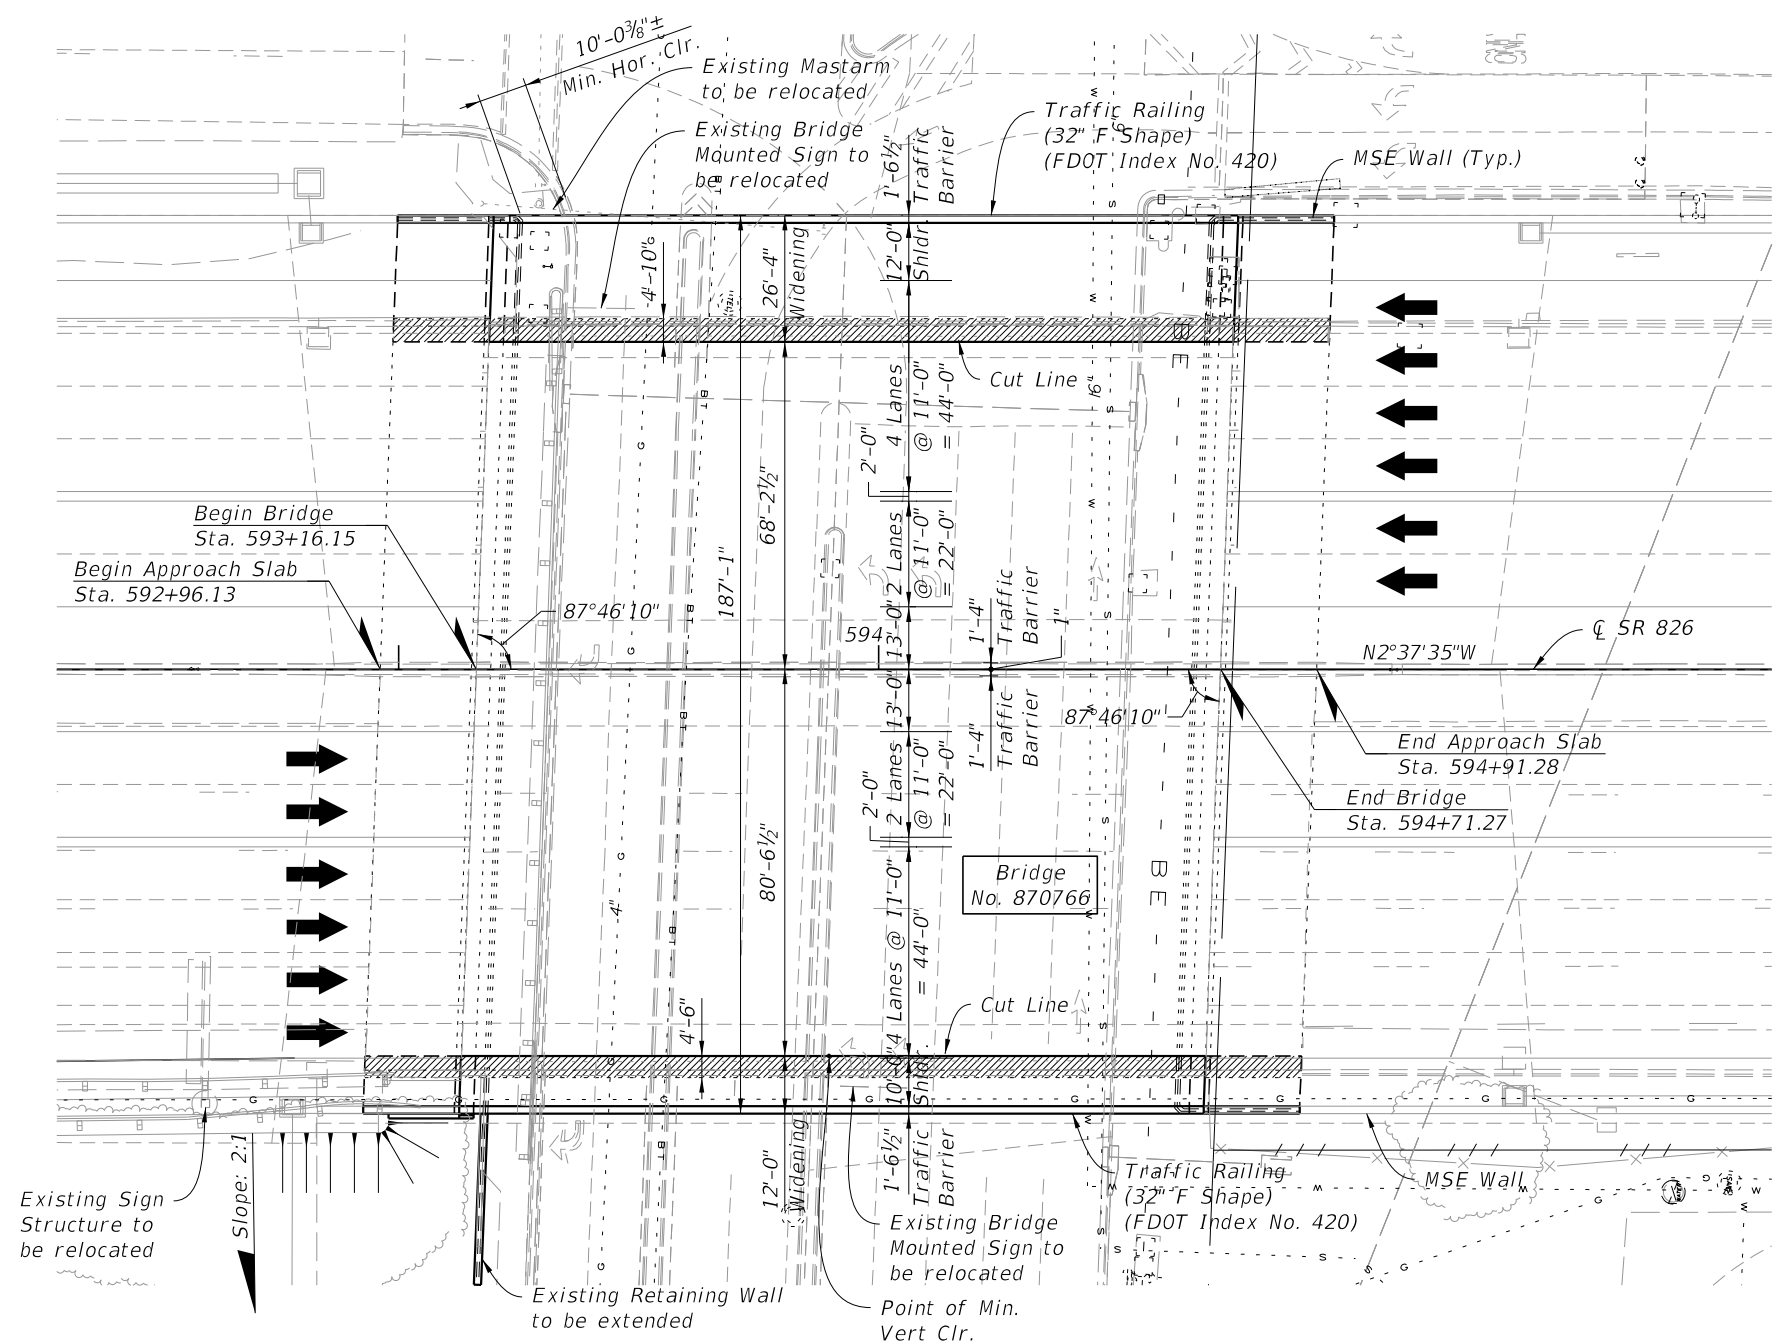 10'-0⅜"±
Min. Hor. Clr.
Existing Mastarm
to be relocated
Existing Bridge
Mounted Sign to
be relocated
1'-6½"
Traffic
Barrier
Traffic Railing
(32" F Shape)
(FDOT Index No. 420)
MSE Wall (Typ.)
4'-10"
26'-4"
Widening
12'-0"
Shldr.
Cut Line
4 Lanes
@ 11'-0"
= 44'-0"
2'-0"
68'-2½"
187'-1"
2 Lanes
@ 11'-0"
= 22'-0"
13'-0"
Begin Bridge
Sta. 593+16.15
Begin Approach Slab
Sta. 592+96.13
87°46'10"
594
1'-4"
Traffic
Barrier
1"
℄ SR 826
N2°37'35"W
13'-0"
1'-4"
Traffic
Barrier
87°46'10"
End Approach Slab
Sta. 594+91.28
End Bridge
Sta. 594+71.27
2 Lanes
@ 11'-0"
= 22'-0"
2'-0"
80'-6½"
Bridge
No. 870766
4 Lanes @ 11'-0"
= 44'-0"
4'-6"
Cut Line
10'-0"
Shldr.
12'-0"
Widening
1'-6½"
Traffic
Barrier
Existing Sign
Structure to
be relocated
Slope: 2:1
Existing Retaining Wall
to be extended
Existing Bridge
Mounted Sign to
be relocated
Point of Min.
Vert Clr.
Traffic Railing
(32" F Shape)
(FDOT Index No. 420)
MSE Wall
BE
BE
4"